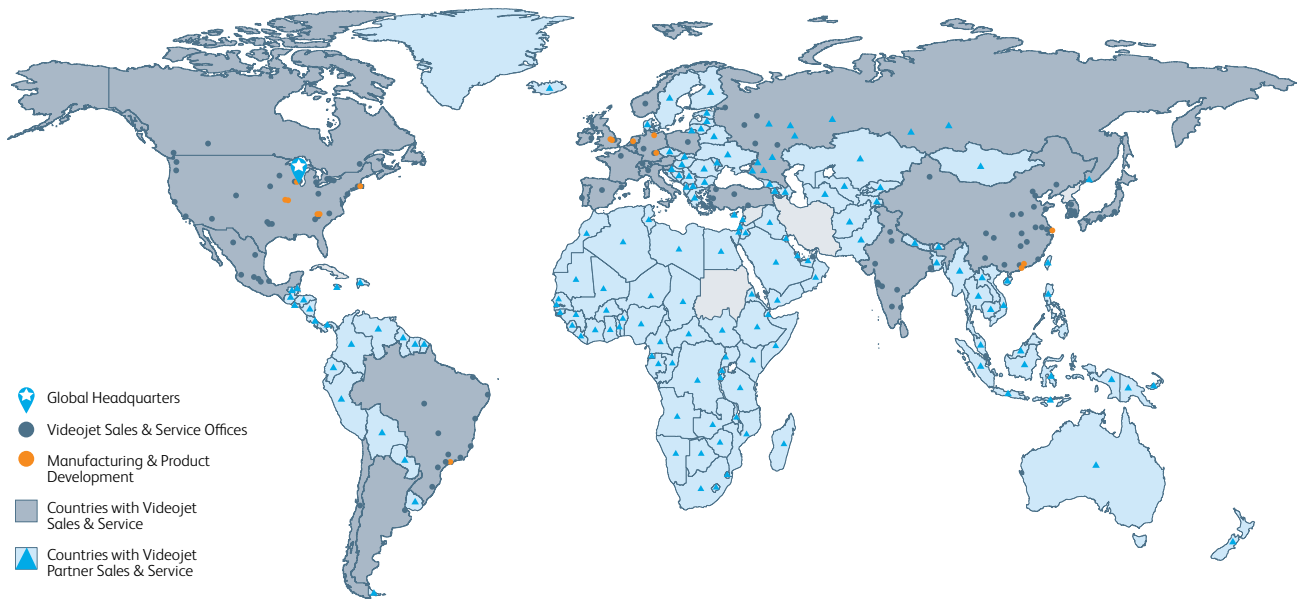 Global Headquarters
Videojet Sales & Service Offices
Manufacturing & Product
Development
Countries with Videojet
Sales & Service
Countries with Videojet
Partner Sales & Service